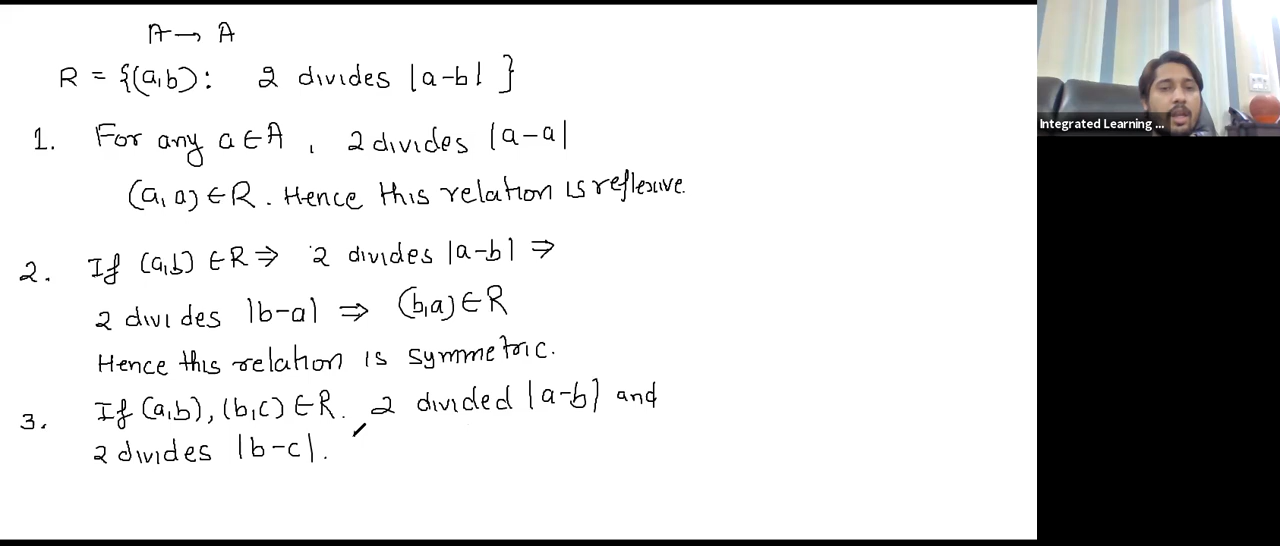 A → A
R = {(a,b): 2 divides |a-b| }
1. For any a ∈ A, 2 divides |a-a|
(a,a) ∈ R. Hence this relation is reflexive.
2. If (a,b) ∈ R ⇒ 2 divides |a-b| ⇒
2 divides |b-a| ⇒ (b,a) ∈ R
Hence this relation is symmetric.
3. If (a,b), (b,c) ∈ R. 2 divided |a-b| and
2 divides |b-c|.
Integrated Learning ...